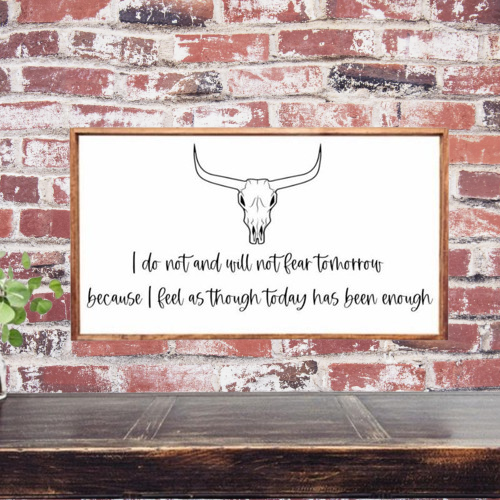 I do not and will not fear tomorrow
because I feel as though today has been enough